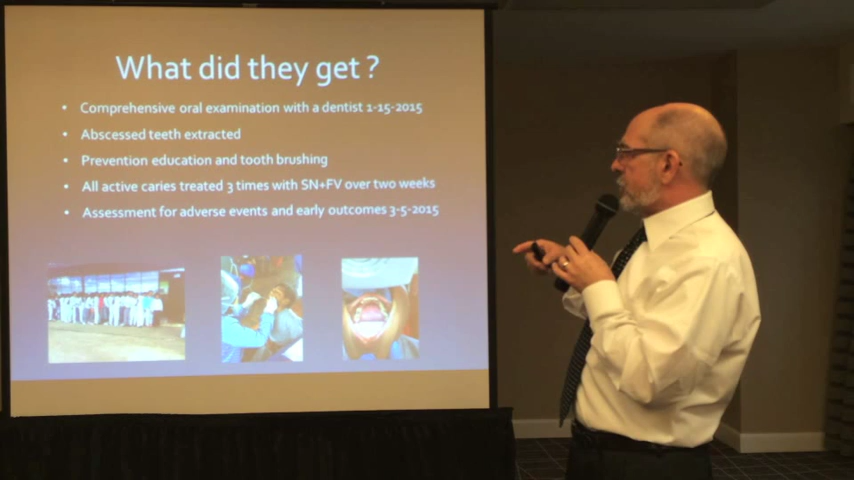 What did they get ?
• Comprehensive oral examination with a dentist 1-15-2015
• Abscessed teeth extracted
• Prevention education and tooth brushing
• All active caries treated 3 times with SN+FV over two weeks
• Assessment for adverse events and early outcomes 3-5-2015